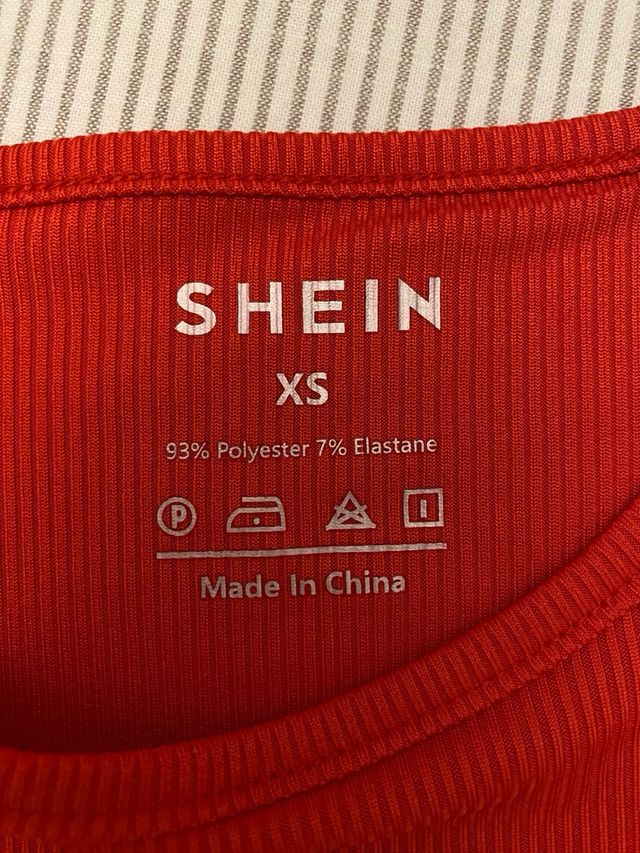 SHEIN
XS
93% Polyester 7% Elastane
P
Made In China